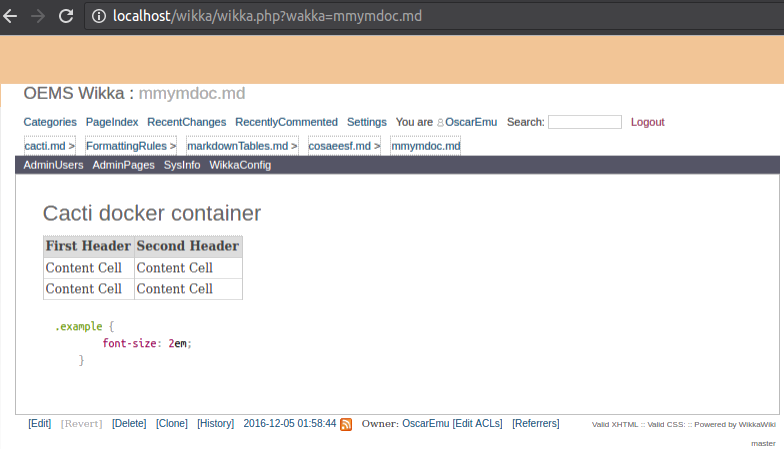 localhost/wikka/wikka.php?wakka=mmymdoc.md
OEMS Wikka : mmymdoc.md
Categories PageIndex RecentChanges RecentlyCommented Settings You are OscarEmu Search: Logout
cacti.md > FormattingRules > markdownTables.md > cosaeesf.md > mmymdoc.md
AdminUsers AdminPages SysInfo WikkaConfig
Cacti docker container
First Header Second Header
Content Cell Content Cell
Content Cell Content Cell
.example {
font-size: 2em;
}
[Edit] [Revert] [Delete] [Clone] [History] 2016-12-05 01:58:44 Owner: OscarEmu [Edit ACLs] [Referrers] Valid XHTML :: Valid CSS: :: Powered by WikkaWiki
master